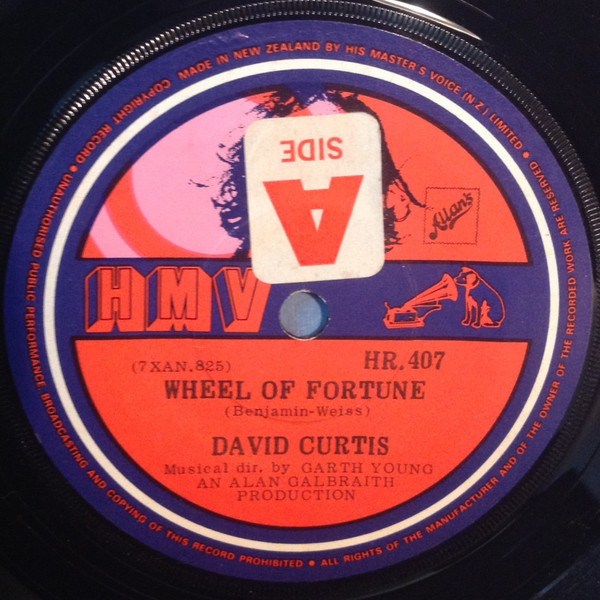 MADE IN NEW ZEALAND BY HIS MASTER'S VOICE (N Z) LIMITED • ALL RIGHTS OF THE MANUFACTURER AND OF THE OWNER OF THE RECORDED WORK ARE RESERVED • UNAUTHORISED PUBLIC PERFORMANCE BROADCASTING AND COPYING OF THIS RECORD PROHIBITED • COPYRIGHT RECORD •
A
SIDE
Allan's
HMV
(7XAN.825) HR.407
WHEEL OF FORTUNE
(Benjamin-Weiss)
DAVID CURTIS
Musical dir. by GARTH YOUNG
AN ALAN GALBRAITH
PRODUCTION